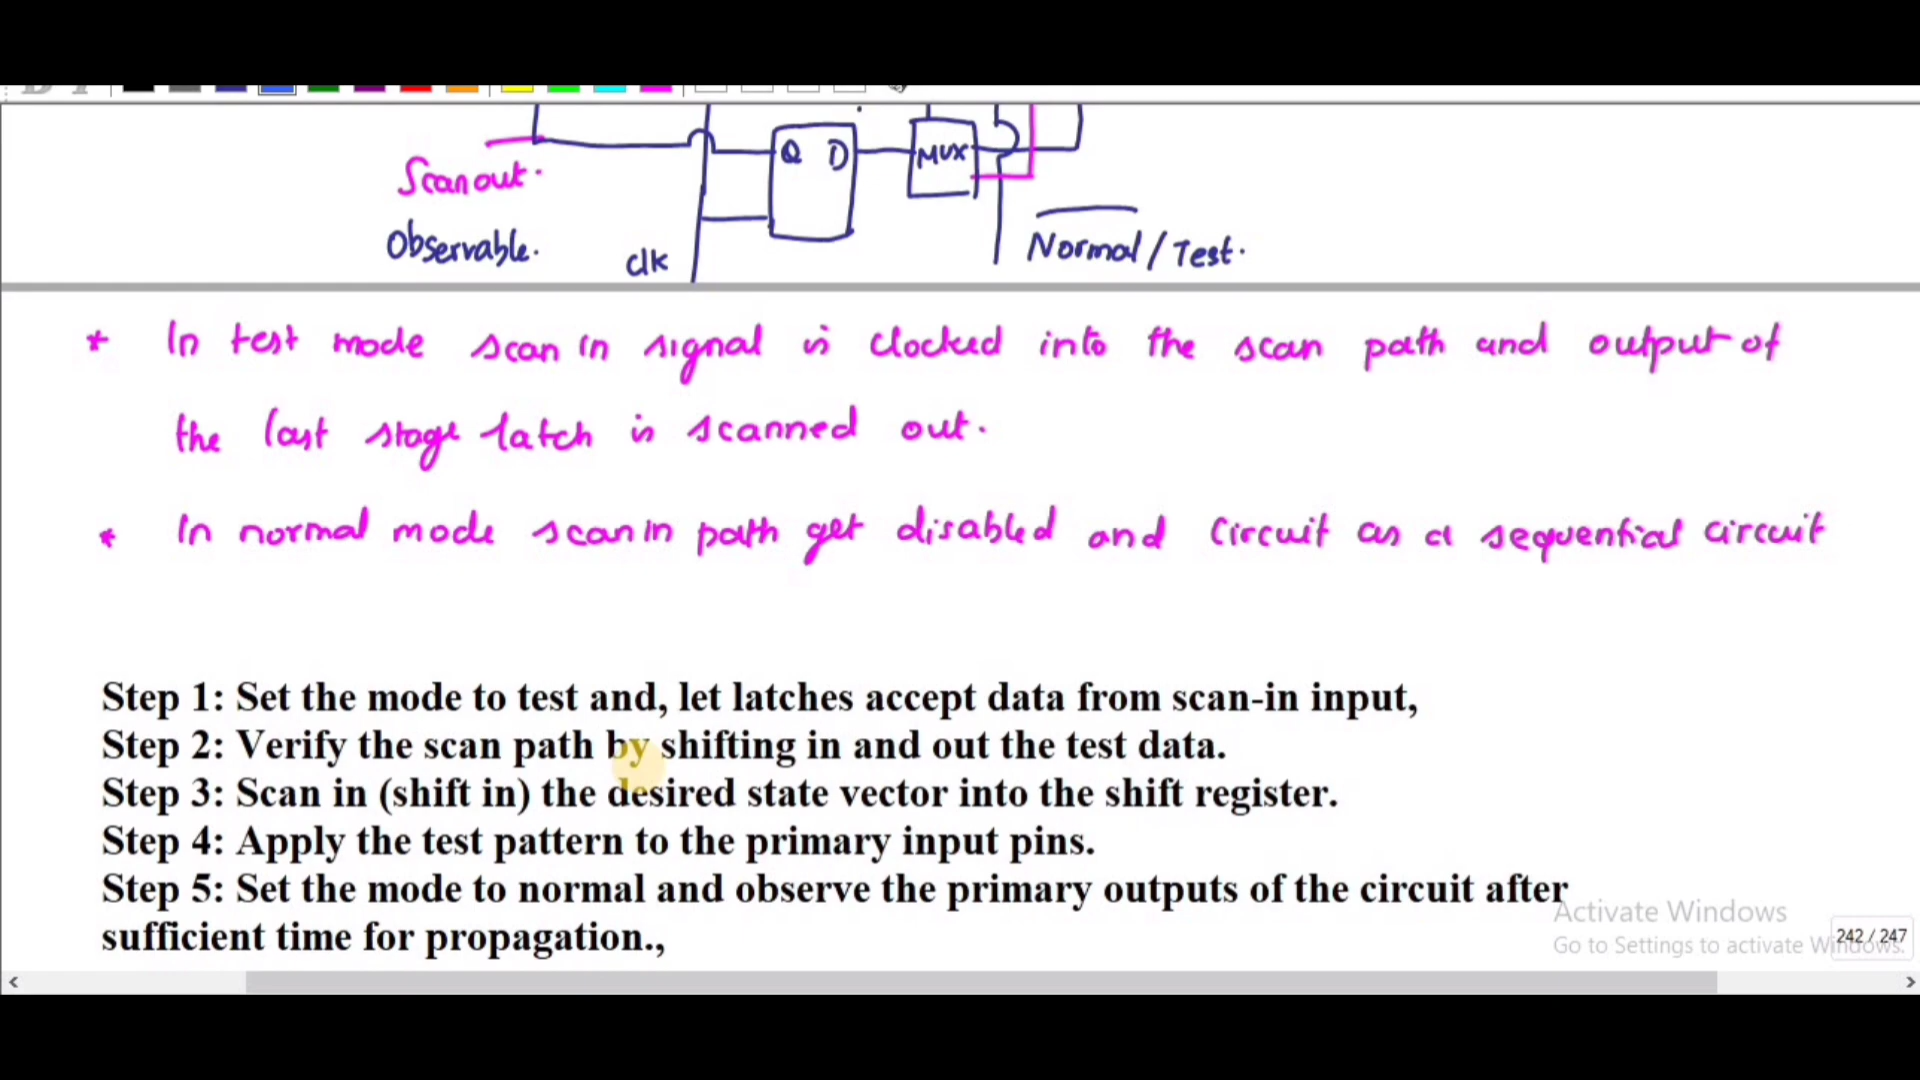 Q D
MUX
Scanout.
Observable.
clk
Normal / Test.
* In test mode scan in signal is clocked into the scan path and output of
the last stage latch is scanned out.
* In normal mode scan in path get disabled and circuit as a sequential circuit
Step 1: Set the mode to test and, let latches accept data from scan-in input,
Step 2: Verify the scan path by shifting in and out the test data.
Step 3: Scan in (shift in) the desired state vector into the shift register.
Step 4: Apply the test pattern to the primary input pins.
Step 5: Set the mode to normal and observe the primary outputs of the circuit after
sufficient time for propagation.,
Activate Windows
Go to Settings to activate Windows.
242 / 247